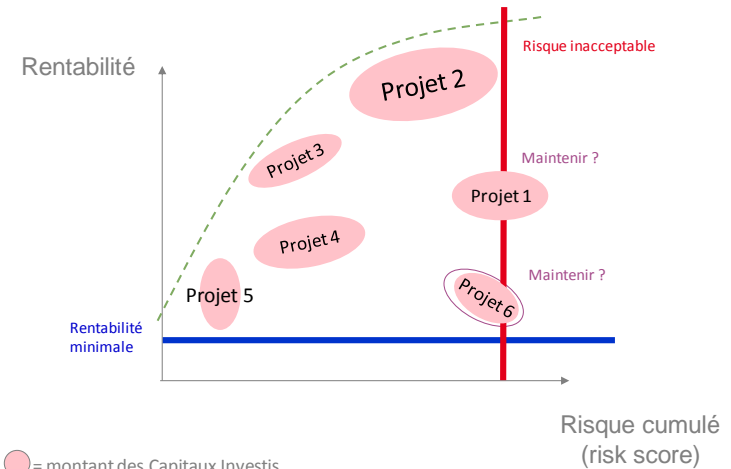 Risque inacceptable
Rentabilité
Projet 2
Projet 3
Maintenir ?
Projet 1
Projet 4
Maintenir ?
Projet 5
Projet 6
Rentabilité
minimale
Risque cumulé
(risk score)
= montant des Capitaux Investis